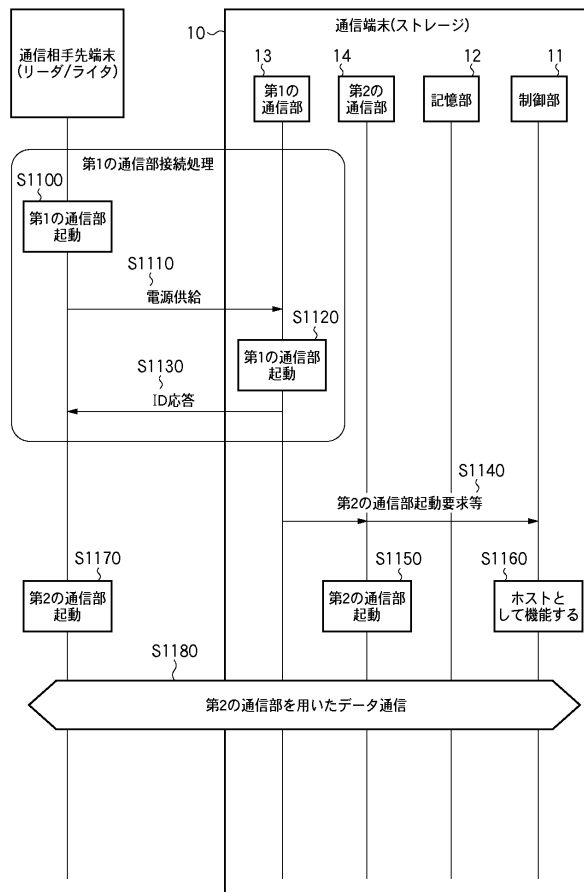 通信相手先端末
(リーダ/ライタ)
10
通信端末(ストレージ)
13
14
12
11
第1の
通信部
第2の
通信部
記憶部
制御部
第1の通信部接続処理
S1100
第1の通信部
起動
S1110
電源供給
S1120
第1の通信部
起動
S1130
ID応答
S1140
第2の通信部起動要求等
S1170
第2の通信部
起動
S1150
第2の通信部
起動
S1160
ホストと
して機能する
S1180
第2の通信部を用いたデータ通信